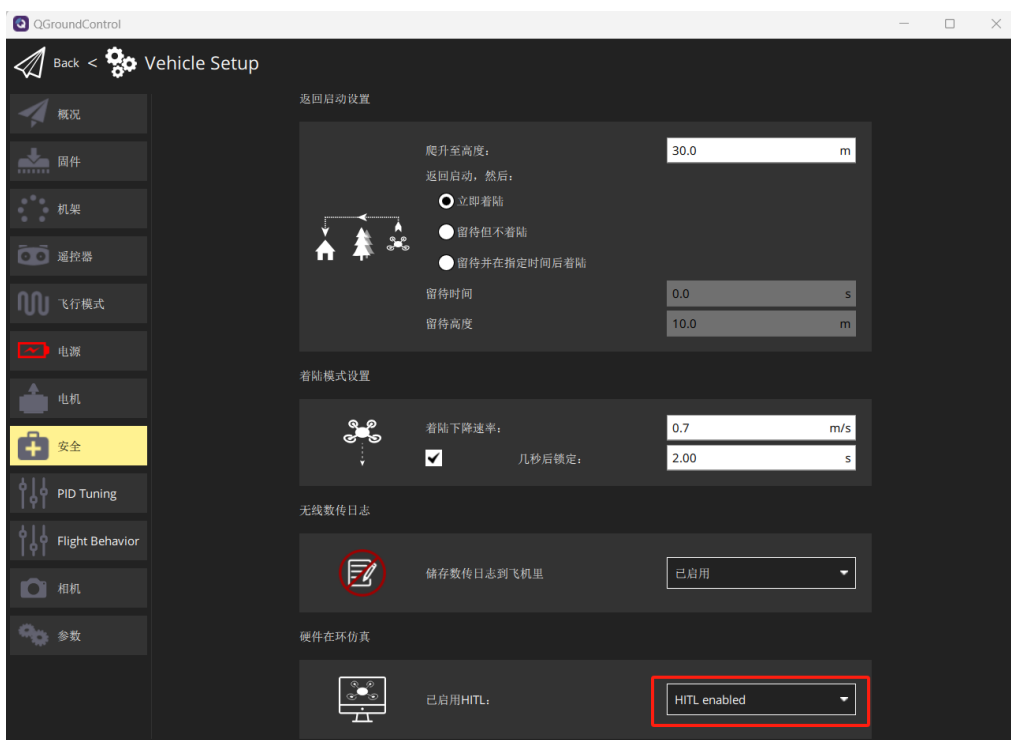 QGroundControl
Back < Vehicle Setup
概况
固件
机架
遥控器
飞行模式
电源
电机
安全
PID Tuning
Flight Behavior
相机
参数
返回启动设置
爬升至高度： 30.0 m
返回启动，然后：
立即着陆
留待但不着陆
留待并在指定时间后着陆
留待时间 0.0 s
留待高度 10.0 m
着陆模式设置
着陆下降速率： 0.7 m/s
几秒后锁定： 2.00 s
无线数传日志
储存数传日志到飞机里 已启用
硬件在环仿真
已启用HITL： HITL enabled